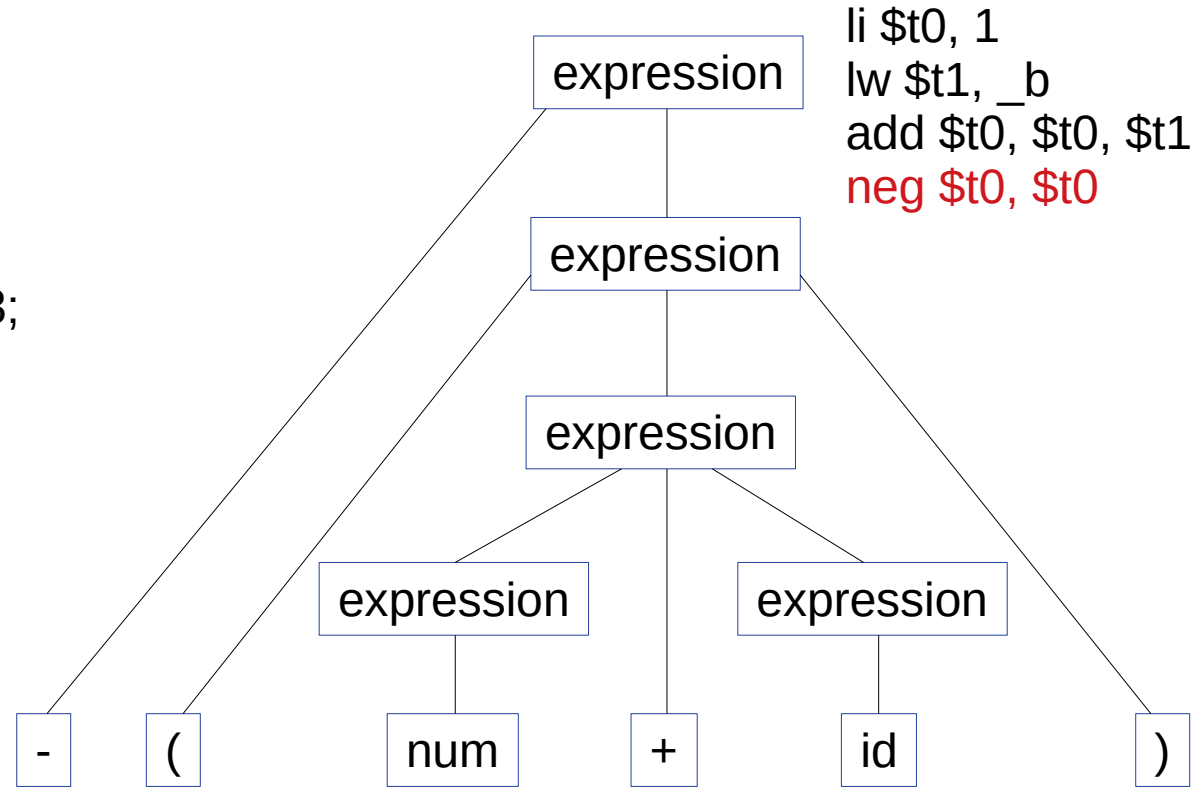 li $t0, 1
expression
lw $t1, _b
add $t0, $t0, $t1
neg $t0, $t0
expression
;
expression
expression
expression
-
(
num
+
id
)